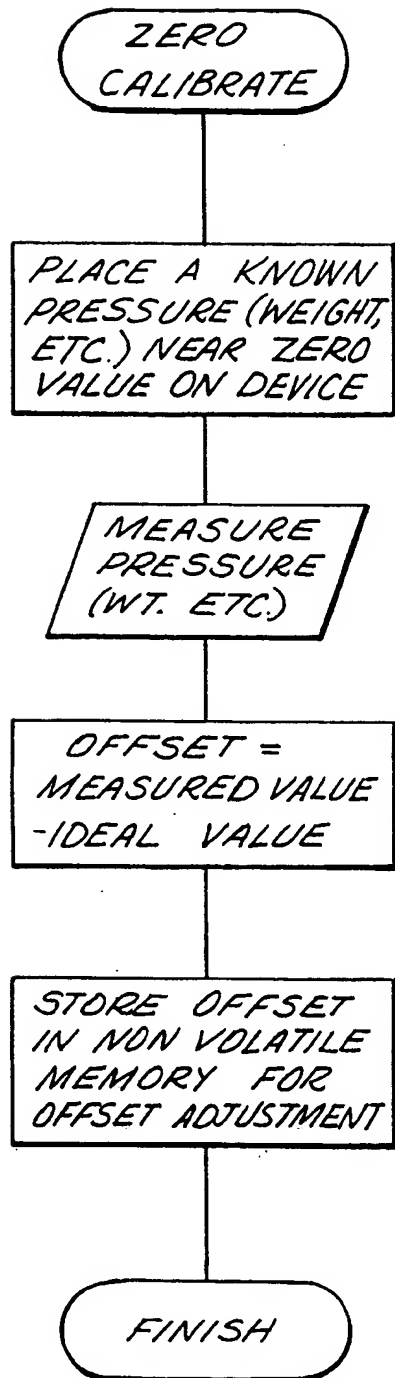 ZERO
CALIBRATE
PLACE A KNOWN
PRESSURE (WEIGHT,
ETC.) NEAR ZERO
VALUE ON DEVICE
MEASURE
PRESSURE
(WT. ETC.)
OFFSET =
MEASURED VALUE
-IDEAL VALUE
STORE OFFSET
IN NON VOLATILE
MEMORY FOR
OFFSET ADJUSTMENT
FINISH